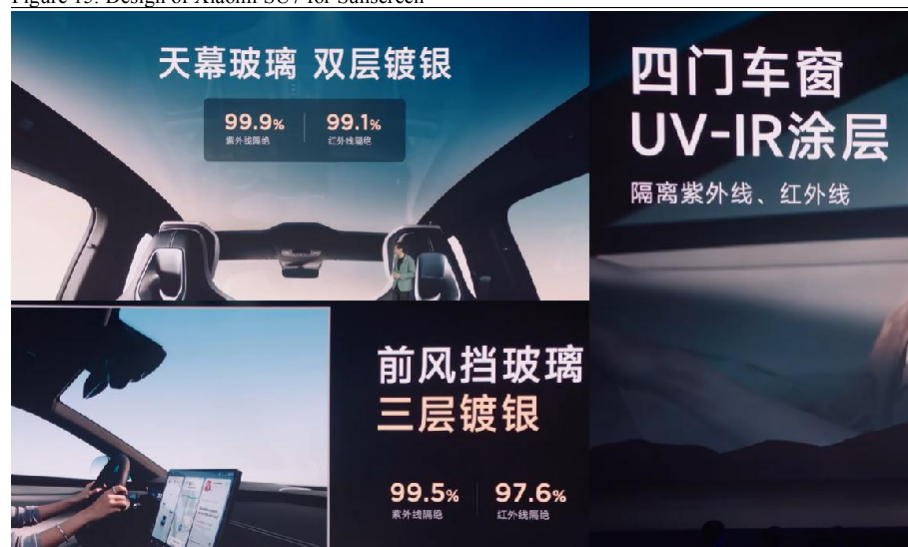 Figure 15: Design of Xiaomi SU7 for Sunscreen
天幕玻璃 双层镀银
99.9% 99.1%
紫外线隔绝 红外线隔绝
四门车窗
UV-IR涂层
隔离紫外线、红外线
前风挡玻璃
三层镀银
99.5% 97.6%
紫外线隔绝 红外线隔绝